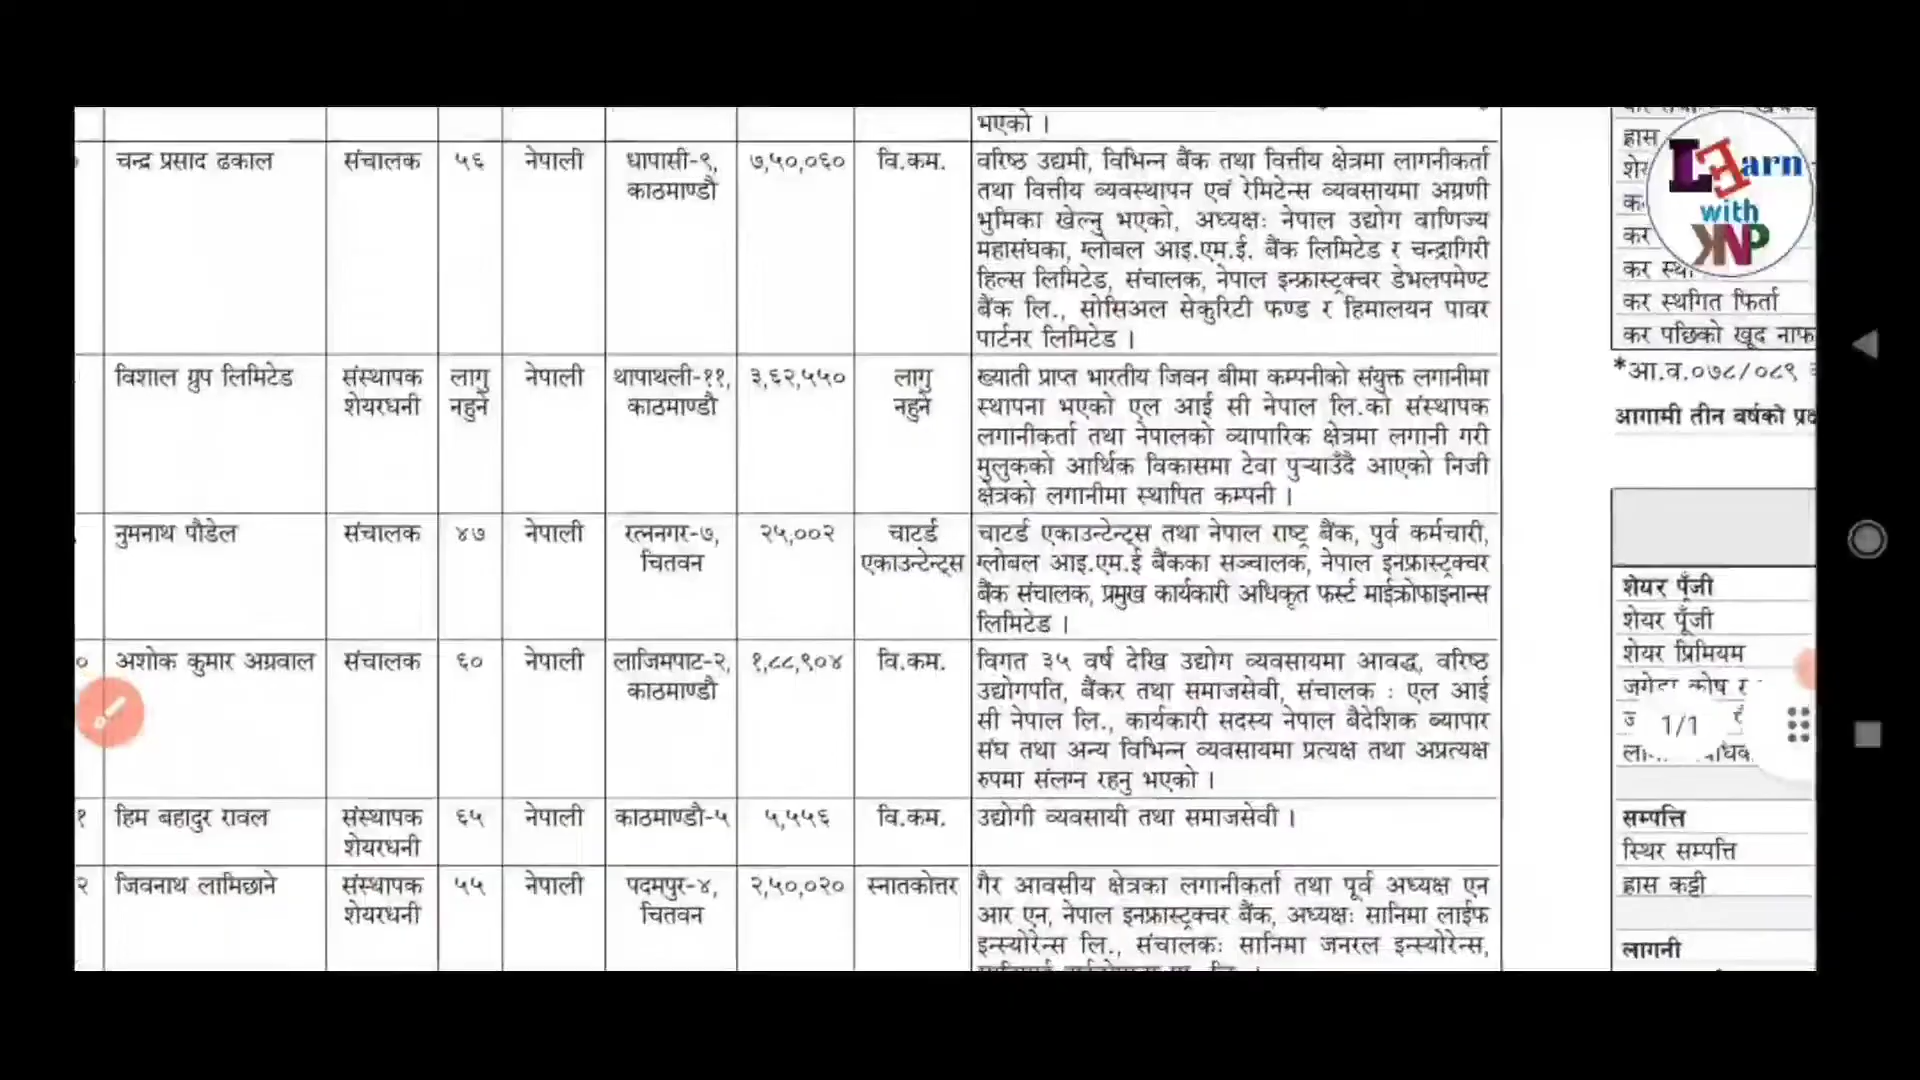 भएको ।
चन्द्र प्रसाद ढकाल
संचालक
५६
नेपाली
धापासी-९,
काठमाण्डौ
७,५०,०६०
वि.कम.
वरिष्ठ उद्यमी, विभिन्न बैंक तथा वित्तीय क्षेत्रमा लागनीकर्ता
तथा वित्तीय व्यवस्थापन एवं रेमिटेन्स व्यवसायमा अग्रणी
भुमिका खेल्नु भएको, अध्यक्षः नेपाल उद्योग वाणिज्य
महासंघका, ग्लोबल आइ.एम.ई. बैंक लिमिटेड र चन्द्रागिरी
हिल्स लिमिटेड, संचालक, नेपाल इन्फ्रास्ट्रक्चर डेभलपमेण्ट
बैंक लि., सोसिअल सेकुरिटी फण्ड र हिमालयन पावर
पार्टनर लिमिटेड ।
विशाल ग्रुप लिमिटेड
संस्थापक
शेयरधनी
लागु
नहुने
नेपाली
थापाथली-११,
काठमाण्डौ
३,६२,५५०
लागु
नहुने
ख्याती प्राप्त भारतीय जिवन बीमा कम्पनीको संयुक्त लगानीमा
स्थापना भएको एल आई सी नेपाल लि.को संस्थापक
लगानीकर्ता तथा नेपालको व्यापारिक क्षेत्रमा लगानी गरी
मुलुकको आर्थिक विकासमा टेवा पुऱ्याउँदै आएको निजी
क्षेत्रको लगानीमा स्थापित कम्पनी ।
नुमनाथ पौडेल
संचालक
४७
नेपाली
रत्ननगर-७,
चितवन
२५,००२
चाटर्ड
एकाउन्टेन्ट्स
चाटर्ड एकाउन्टेन्ट्स तथा नेपाल राष्ट्र बैंक, पुर्व कर्मचारी,
ग्लोबल आइ.एम.ई बैंकका सञ्चालक, नेपाल इनफ्रास्ट्रक्चर
बैंक संचालक, प्रमुख कार्यकारी अधिकृत फर्स्ट माईक्रोफाइनान्स
लिमिटेड ।
०
अशोक कुमार अग्रवाल
संचालक
६०
नेपाली
लाजिमपाट-२,
काठमाण्डौ
१,८८,९०४
वि.कम.
विगत ३५ वर्ष देखि उद्योग व्यवसायमा आवद्ध, वरिष्ठ
उद्योगपति, बैंकर तथा समाजसेवी, संचालक : एल आई
सी नेपाल लि., कार्यकारी सदस्य नेपाल बैदेशिक ब्यापार
संघ तथा अन्य विभिन्न व्यवसायमा प्रत्यक्ष तथा अप्रत्यक्ष
रुपमा संलग्न रहनु भएको ।
१
हिम बहादुर रावल
संस्थापक
शेयरधनी
६५
नेपाली
काठमाण्डौ-५
५,५५६
वि.कम.
उद्योगी व्यवसायी तथा समाजसेवी ।
२
जिवनाथ लामिछाने
संस्थापक
शेयरधनी
५५
नेपाली
पदमपुर-४,
चितवन
२,५०,०२०
स्नातकोत्तर
गैर आवसीय क्षेत्रका लगानीकर्ता तथा पूर्व अध्यक्ष एन
आर एन, नेपाल इनफ्रास्ट्रक्चर बैंक, अध्यक्षः सानिमा लाईफ
इन्स्योरेन्स लि., संचालकः सानिमा जनरल इन्स्योरेन्स,
ह्रास
कर
कर
कर स्थगित फिर्ता
कर पछिको खूद नाफ
*आ.व.०७८/०८९
आगामी तीन वर्षको प्रक्ष
शेयर पूँजी
शेयर पूँजी
शेयर प्रिमियम
1/1
सम्पत्ति
स्थिर सम्पत्ति
ह्रास कट्टी
लागनी
LEarn
with
KNP